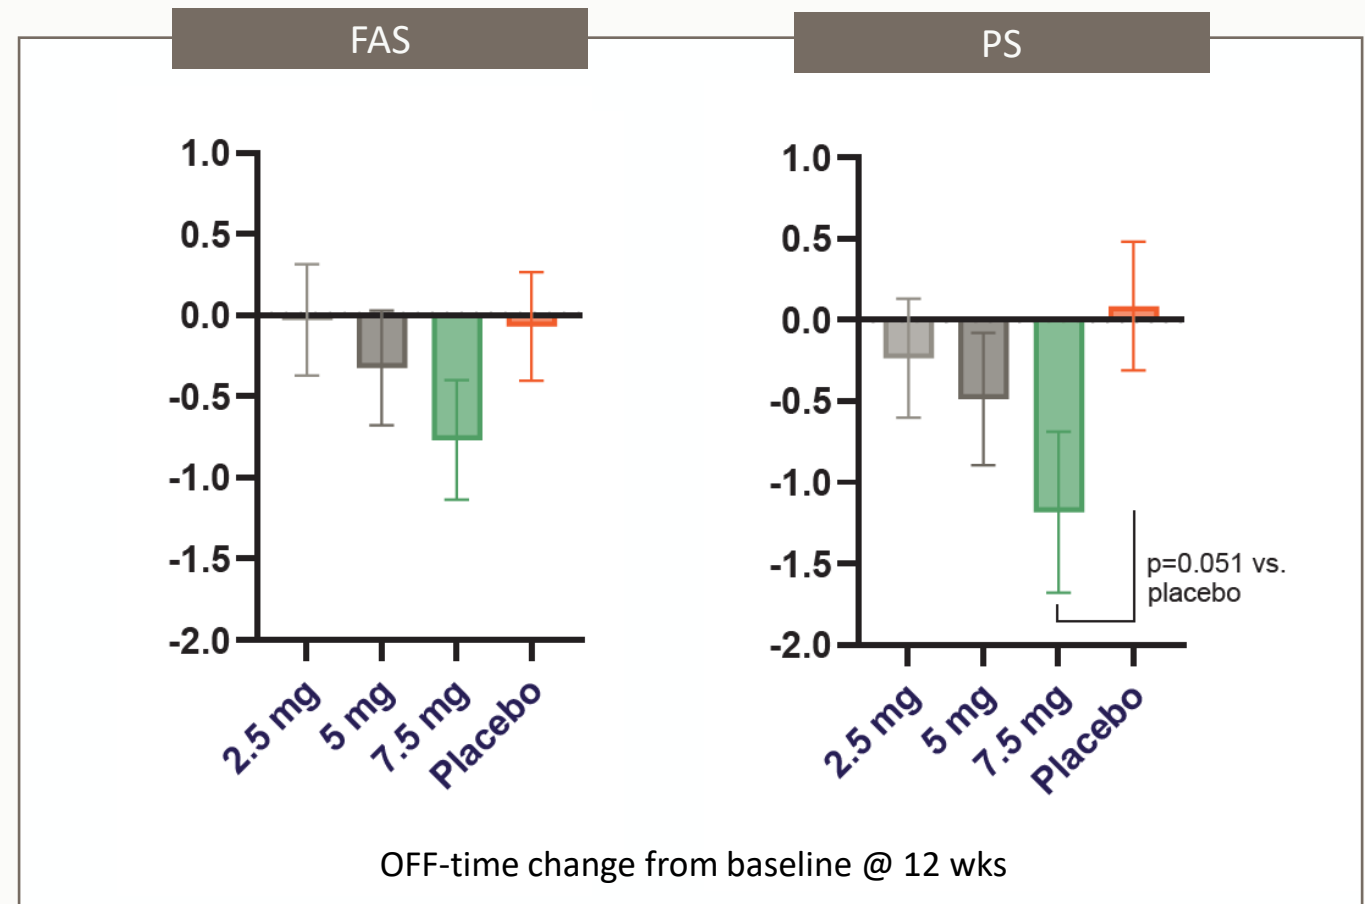 FAS
PS
1.0
0.5
0.0
-0.5
-1.0
-1.5
-2.0
2.5 mg
5 mg
7.5 mg
Placebo
1.0
0.5
0.0
-0.5
-1.0
-1.5
-2.0
p=0.051 vs.
placebo
2.5 mg
5 mg
7.5 mg
Placebo
OFF-time change from baseline @ 12 wks